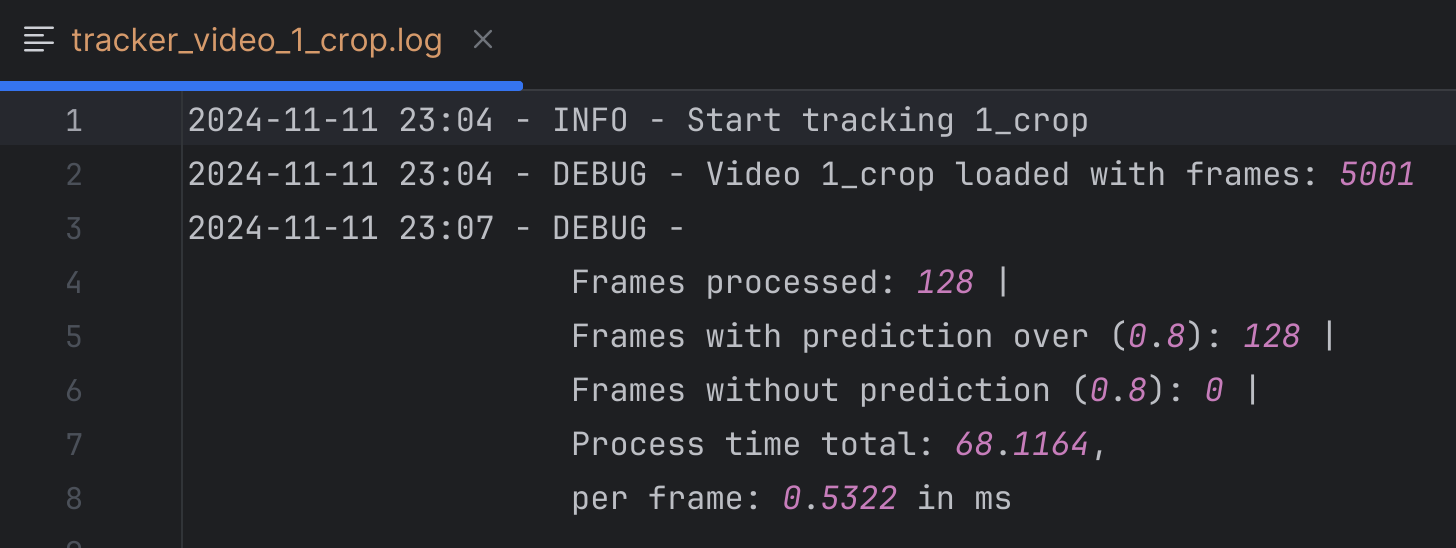 tracker_video_1_crop.log
1 2024-11-11 23:04 - INFO - Start tracking 1_crop
2 2024-11-11 23:04 - DEBUG - Video 1_crop loaded with frames: 5001
3 2024-11-11 23:07 - DEBUG -
4 Frames processed: 128 |
5 Frames with prediction over (0.8): 128 |
6 Frames without prediction (0.8): 0 |
7 Process time total: 68.1164,
8 per frame: 0.5322 in ms